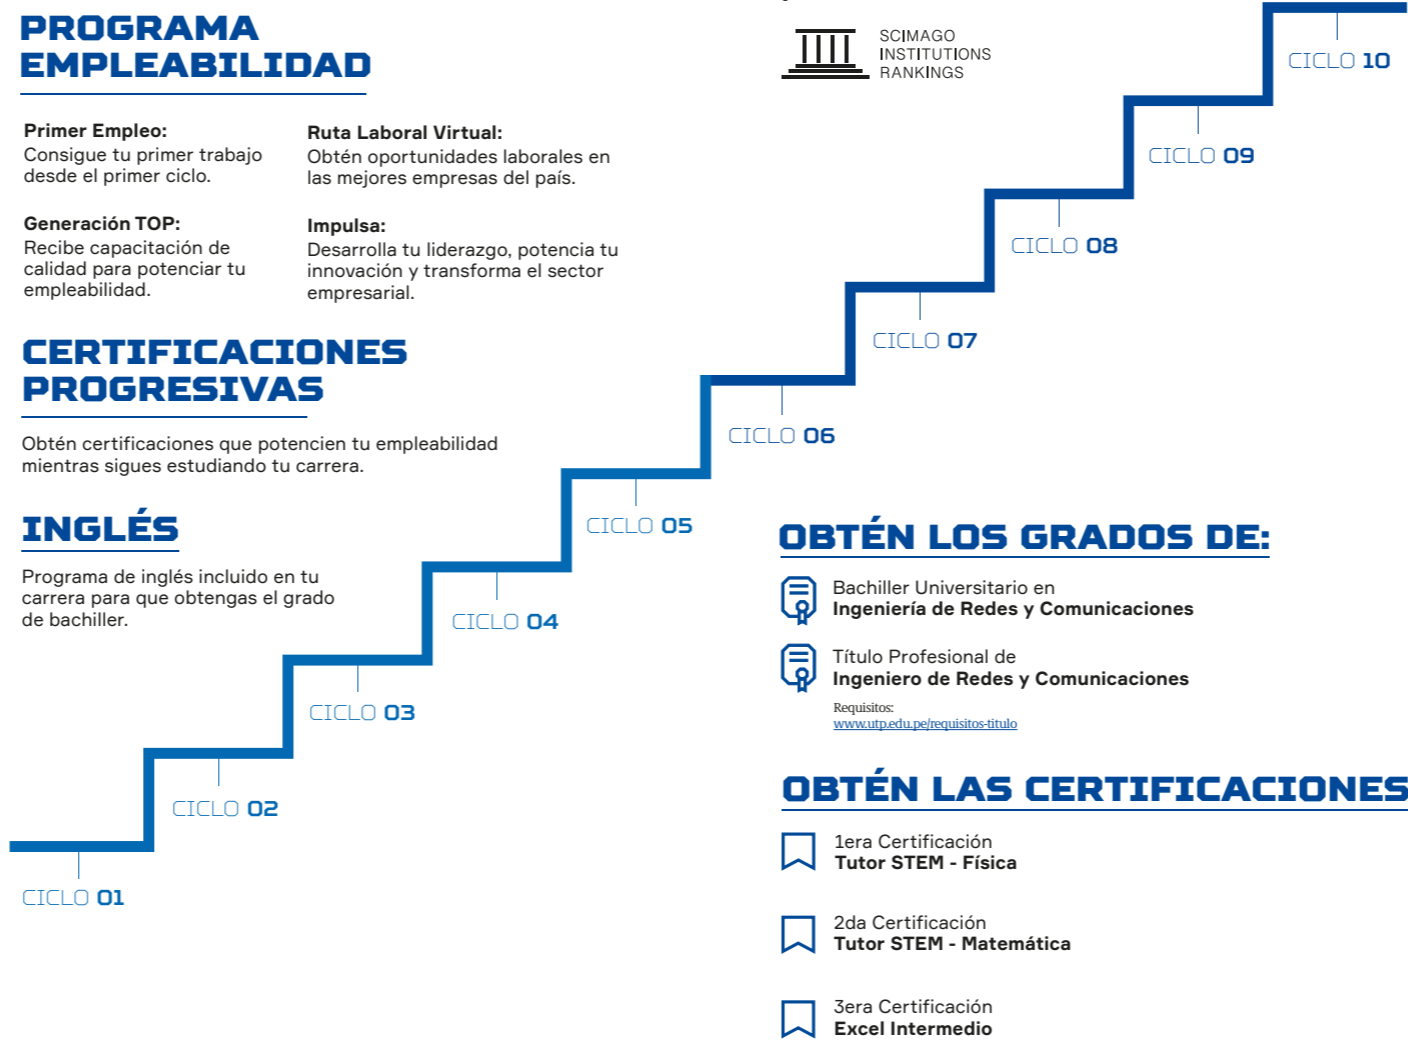 PROGRAMA
EMPLEABILIDAD
Primer Empleo:
Consigue tu primer trabajo
desde el primer ciclo.
Ruta Laboral Virtual:
Obtén oportunidades laborales en
las mejores empresas del país.
Generación TOP:
Recibe capacitación de
calidad para potenciar tu
empleabilidad.
Impulsa:
Desarrolla tu liderazgo, potencia tu
innovación y transforma el sector
empresarial.
CERTIFICACIONES
PROGRESIVAS
Obtén certificaciones que potencien tu empleabilidad
mientras sigues estudiando tu carrera.
INGLÉS
Programa de inglés incluido en tu
carrera para que obtengas el grado
de bachiller.
CICLO 01
CICLO 02
CICLO 03
CICLO 04
CICLO 05
CICLO 06
CICLO 07
CICLO 08
CICLO 09
CICLO 10
SCIMAGO
INSTITUTIONS
RANKINGS
OBTÉN LOS GRADOS DE:
Bachiller Universitario en
Ingeniería de Redes y Comunicaciones
Título Profesional de
Ingeniero de Redes y Comunicaciones
Requisitos:
www.utp.edu.pe/requisitos-titulo
OBTÉN LAS CERTIFICACIONES
1era Certificación
Tutor STEM - Física
2da Certificación
Tutor STEM - Matemática
3era Certificación
Excel Intermedio